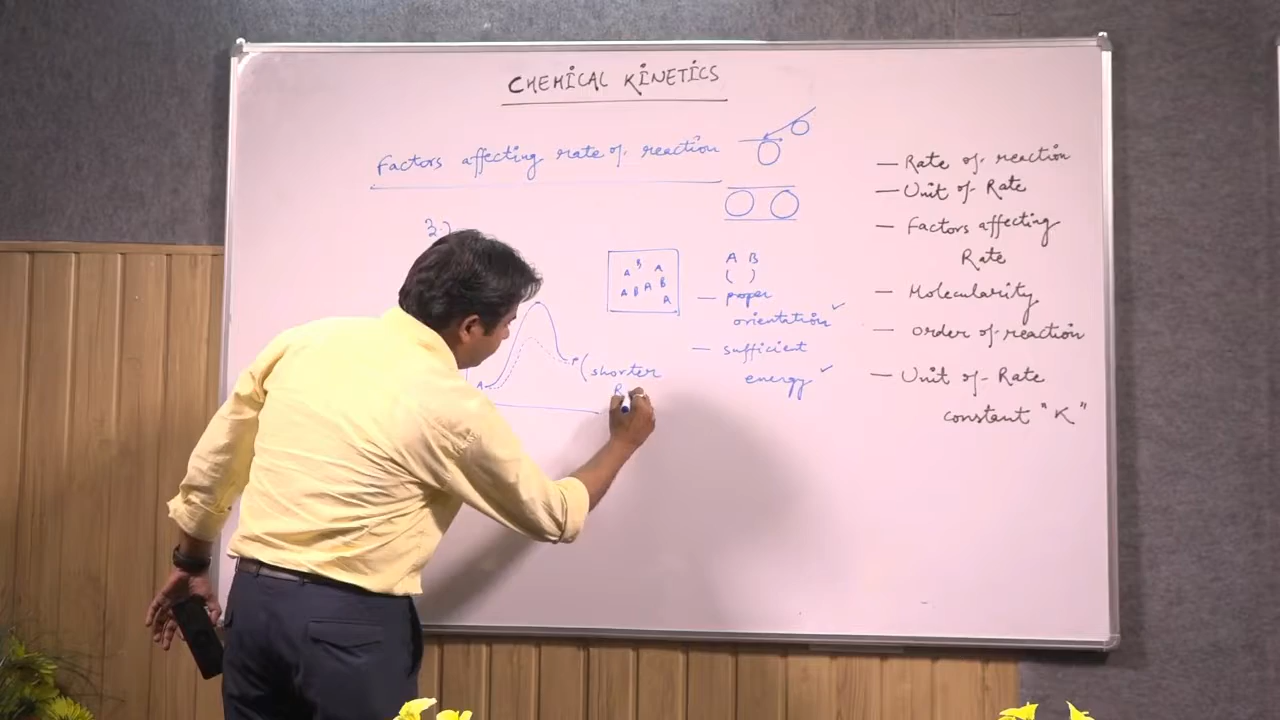 CHEMICAL KINETICS
Factors affecting rate of reaction
3.)
A B A
A B A B
A
A B
( )
— proper
orientation ✓
— sufficient
energy ✓
A
P (shorter
— Rate of reaction
— Unit of Rate
— Factors affecting
Rate
— Molecularity
— order of reaction
— Unit of Rate
constant "K"